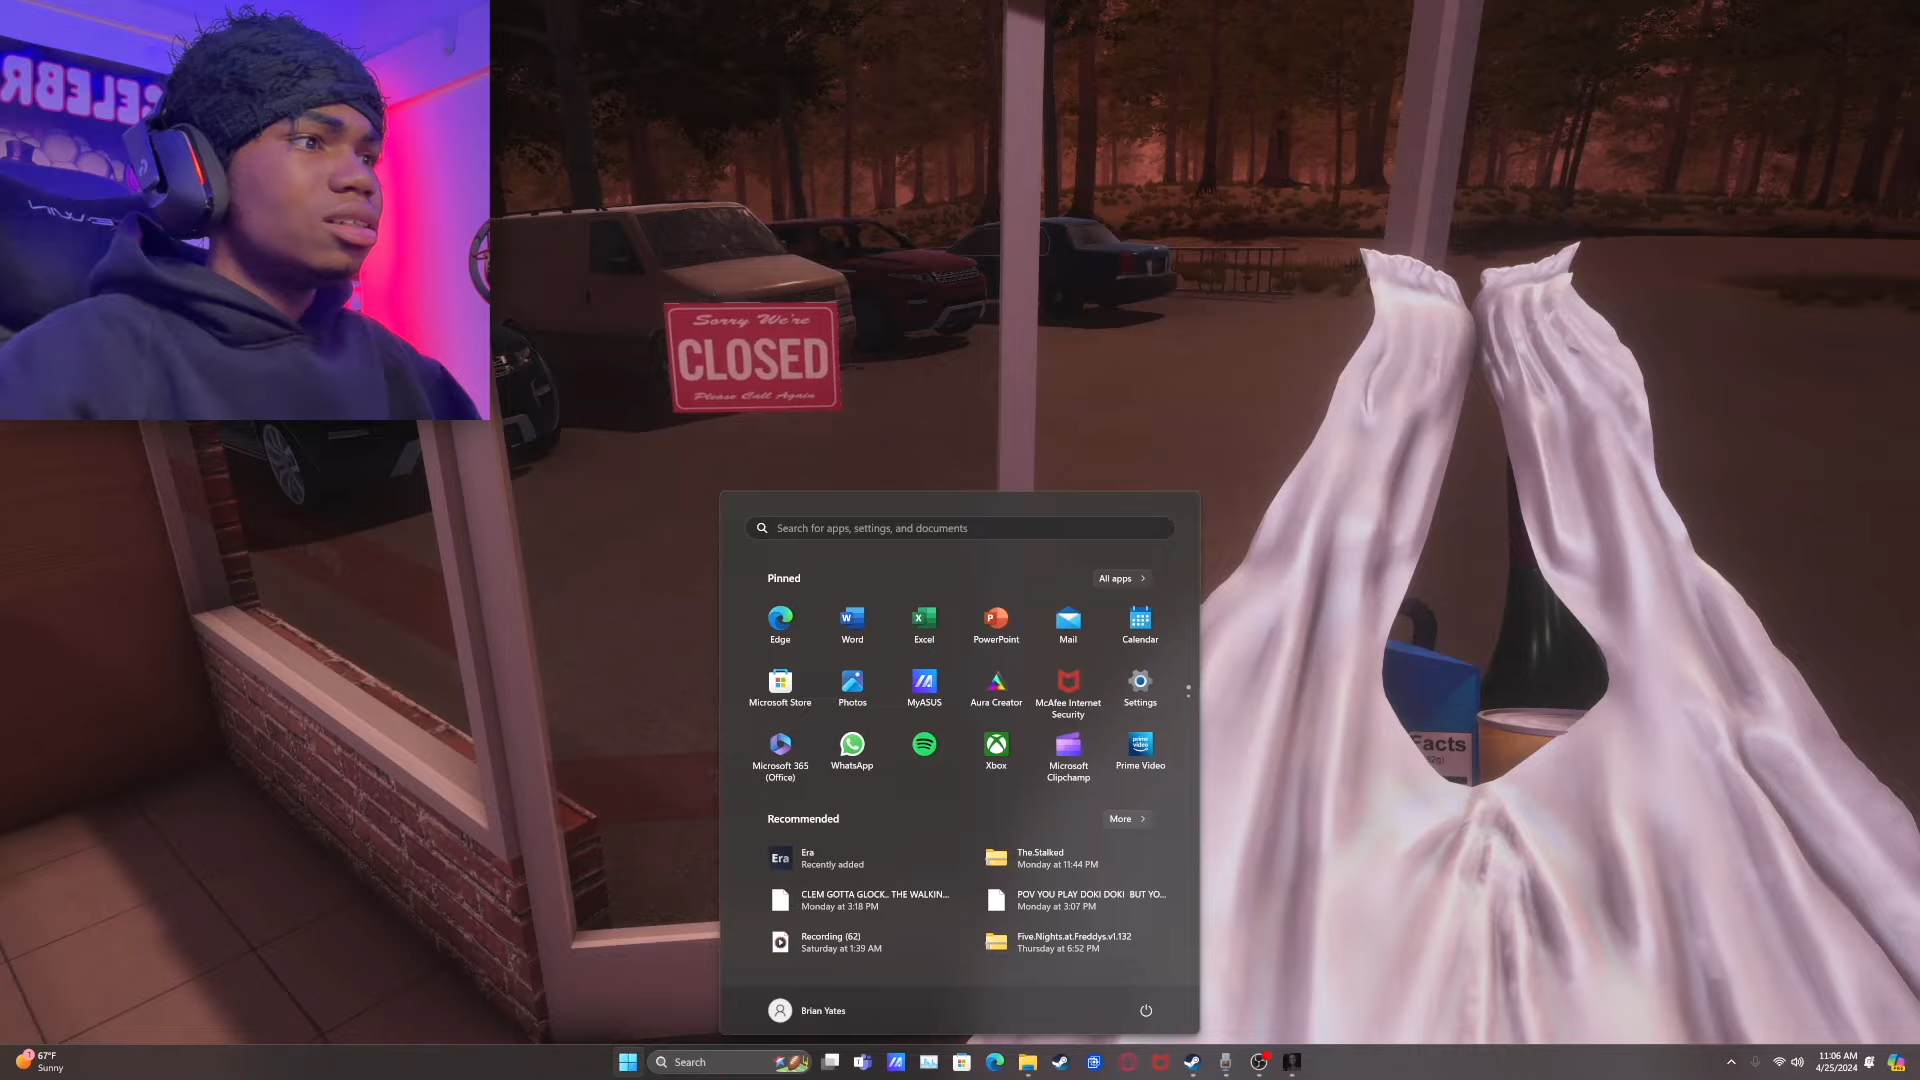 CELEBR
Sorry We're
CLOSED
Please Call Again
Facts
Search for apps, settings, and documents
Pinned
All apps
Edge
Word
Excel
PowerPoint
Mail
Calendar
Microsoft Store
Photos
MyASUS
Aura Creator
McAfee Internet
Security
Settings
Microsoft 365
(Office)
WhatsApp
Xbox
Microsoft
Clipchamp
prime
video
Prime Video
Recommended
More
Era
Era
Recently added
The.Stalked
Monday at 11:44 PM
CLEM GOTTA GLOCK.. THE WALKIN...
Monday at 3:18 PM
POV YOU PLAY DOKI DOKI BUT YO...
Monday at 3:07 PM
Recording (62)
Saturday at 1:39 AM
Five.Nights.at.Freddys.v1.132
Thursday at 6:52 PM
Brian Yates
1
67°F
Sunny
Search
11:06 AM
4/25/2024